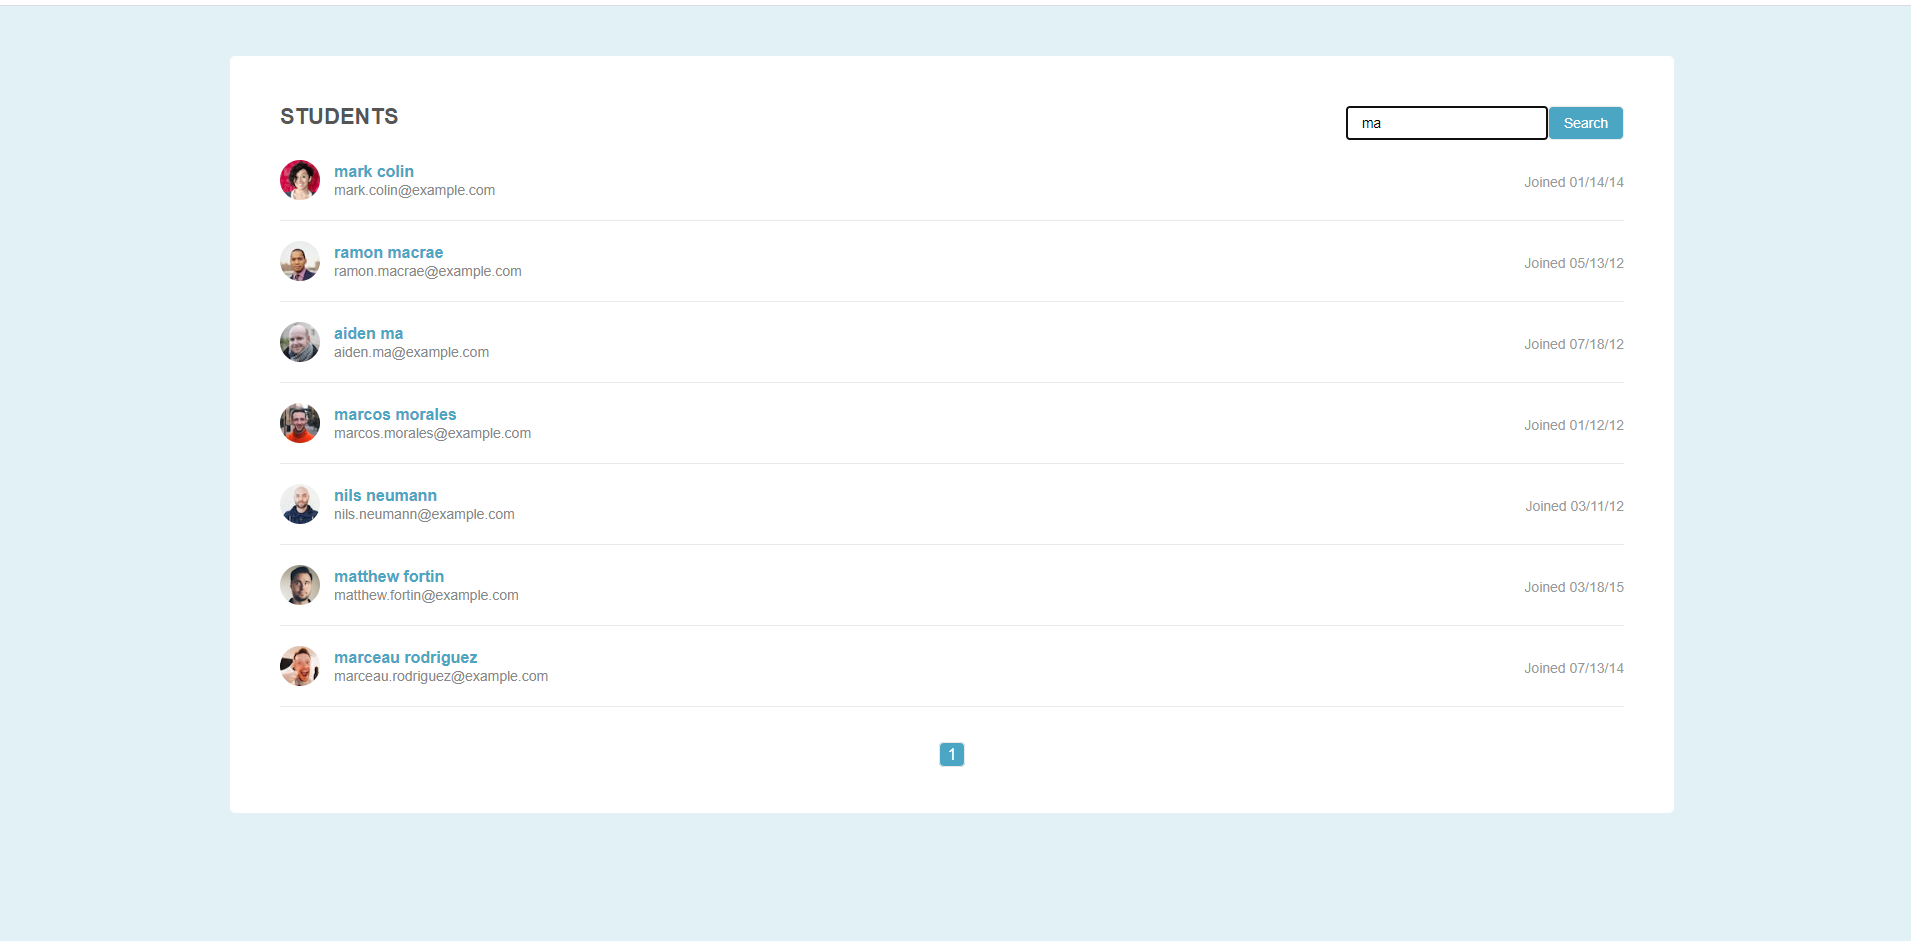 STUDENTS
ma
Search
mark colin
mark.colin@example.com
Joined 01/14/14
ramon macrae
ramon.macrae@example.com
Joined 05/13/12
aiden ma
aiden.ma@example.com
Joined 07/18/12
marcos morales
marcos.morales@example.com
Joined 01/12/12
nils neumann
nils.neumann@example.com
Joined 03/11/12
matthew fortin
matthew.fortin@example.com
Joined 03/18/15
marceau rodriguez
marceau.rodriguez@example.com
Joined 07/13/14
1